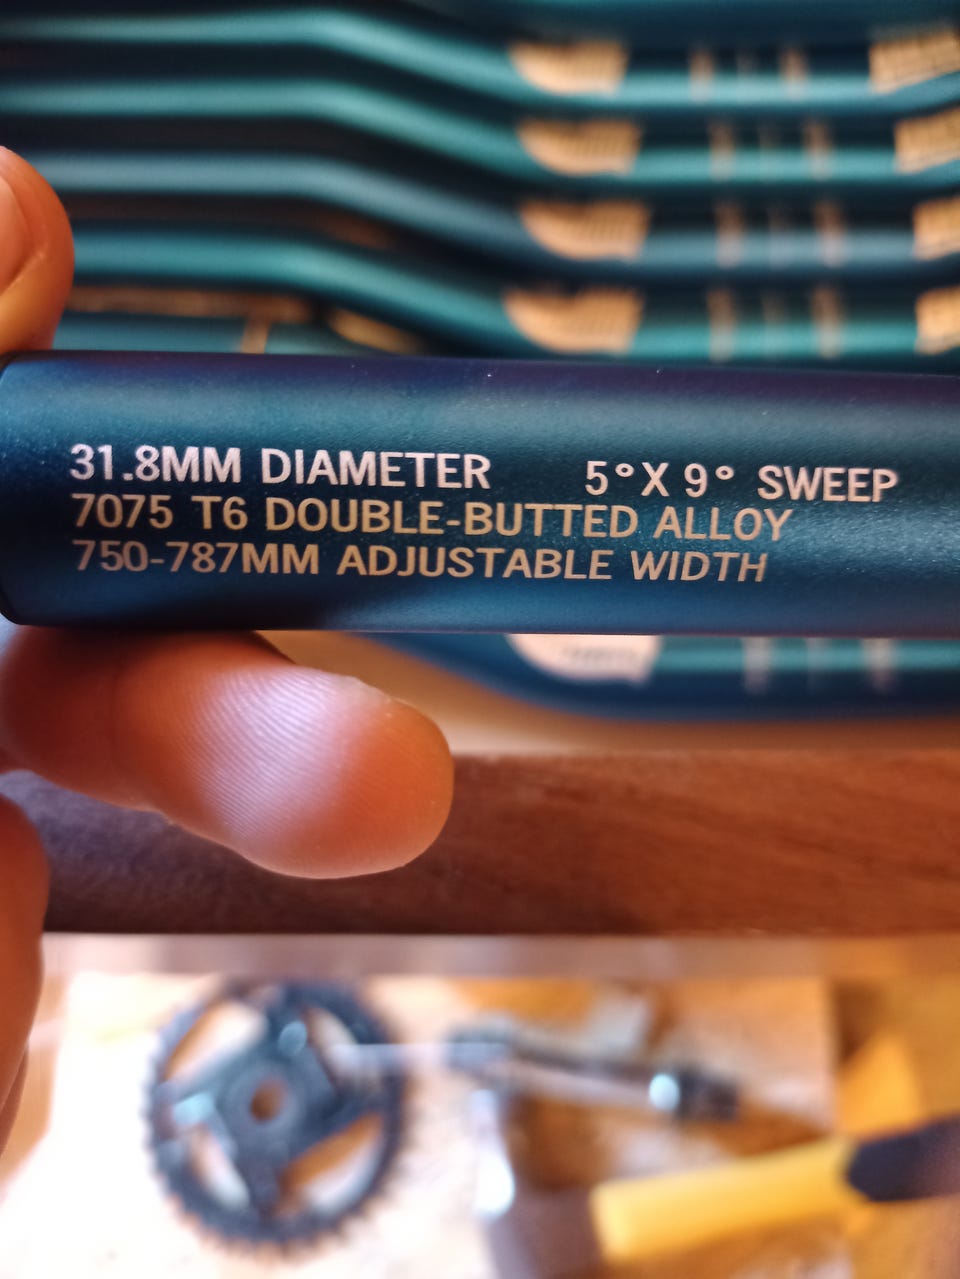 31.8MM DIAMETER 5°X 9° SWEEP
7075 T6 DOUBLE-BUTTED ALLOY
750-787MM ADJUSTABLE WIDTH